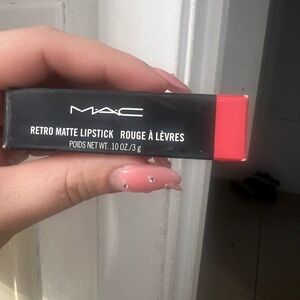 M·A·C
RETRO MATTE LIPSTICK ROUGE À LÈVRES
POIDS NET WT. .10 OZ./3 g